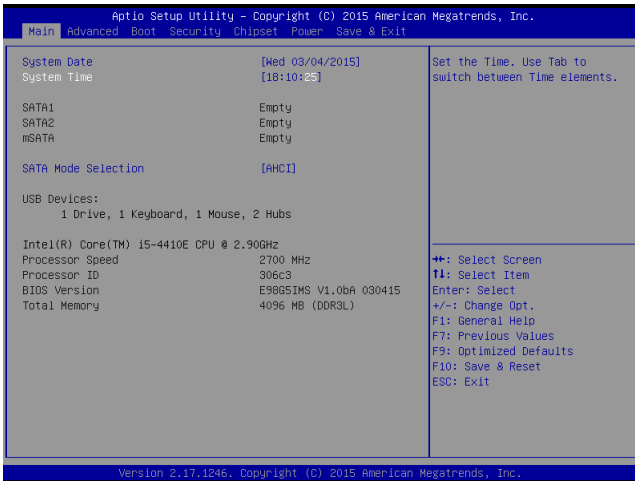 Aptio Setup Utility – Copyright (C) 2015 American Megatrends, Inc.
Main Advanced Boot Security Chipset Power Save & Exit
System Date [Wed 03/04/2015]
System Time [18:10:25]
SATA1 Empty
SATA2 Empty
mSATA Empty
SATA Mode Selection [AHCI]
USB Devices:
1 Drive, 1 Keyboard, 1 Mouse, 2 Hubs
Intel(R) Core(TM) i5-4410E CPU @ 2.90GHz
Processor Speed 2700 MHz
Processor ID 306c3
BIOS Version E98G5IMS V1.0bA 030415
Total Memory 4096 MB (DDR3L)
Set the Time. Use Tab to
switch between Time elements.
→←: Select Screen
↑↓: Select Item
Enter: Select
+/-: Change Opt.
F1: General Help
F7: Previous Values
F9: Optimized Defaults
F10: Save & Reset
ESC: Exit
Version 2.17.1246. Copyright (C) 2015 American Megatrends, Inc.